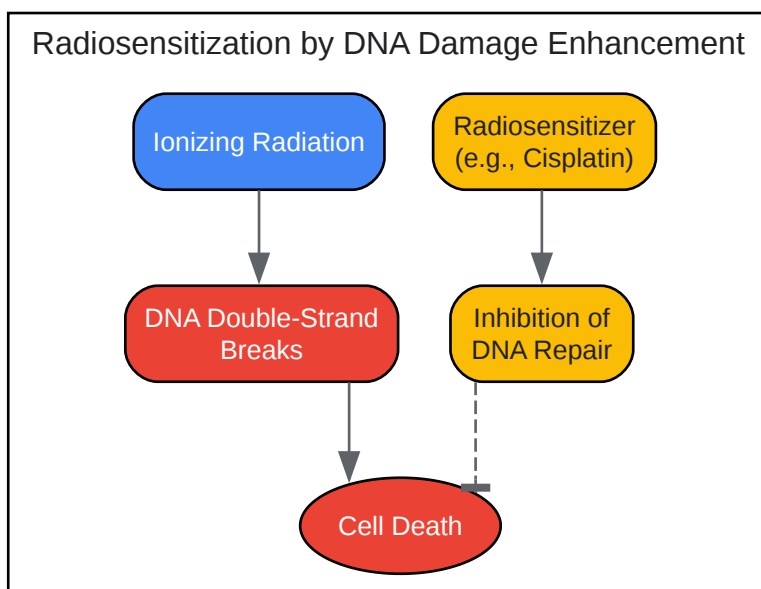 Radiosensitization by DNA Damage Enhancement
Ionizing Radiation
Radiosensitizer
(e.g., Cisplatin)
DNA Double-Strand
Breaks
Inhibition of
DNA Repair
Cell Death